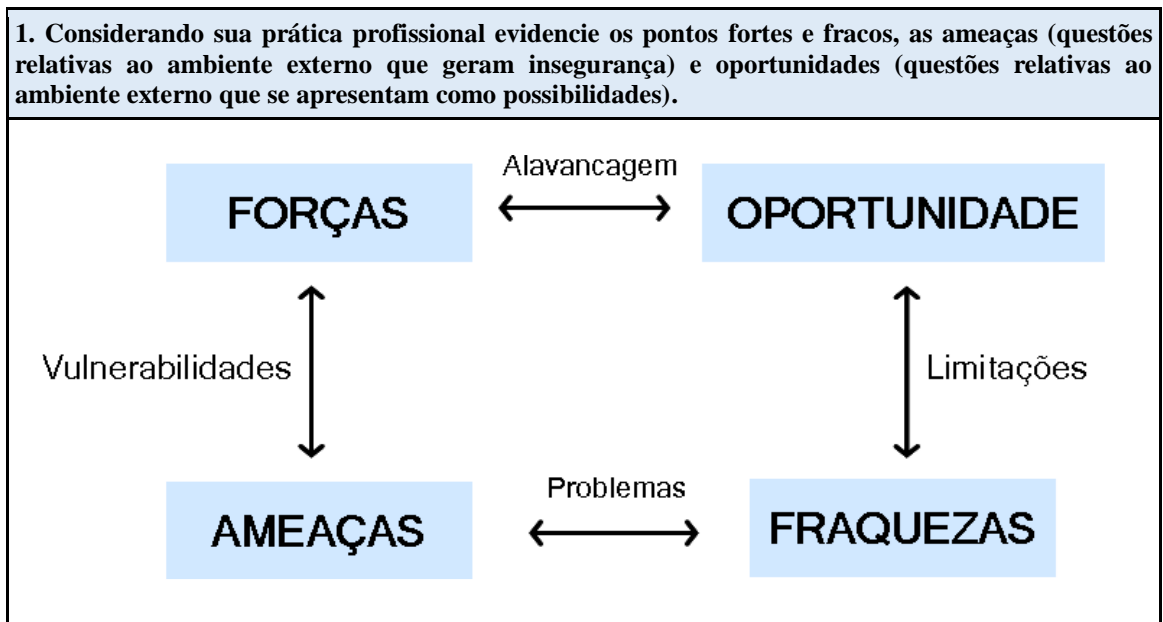 1. Considerando sua prática profissional evidencie os pontos fortes e fracos, as ameaças (questões
relativas ao ambiente externo que geram insegurança) e oportunidades (questões relativas ao
ambiente externo que se apresentam como possibilidades).
Alavancagem
FORÇAS
OPORTUNIDADE
Vulnerabilidades
Limitações
Problemas
AMEAÇAS
FRAQUEZAS